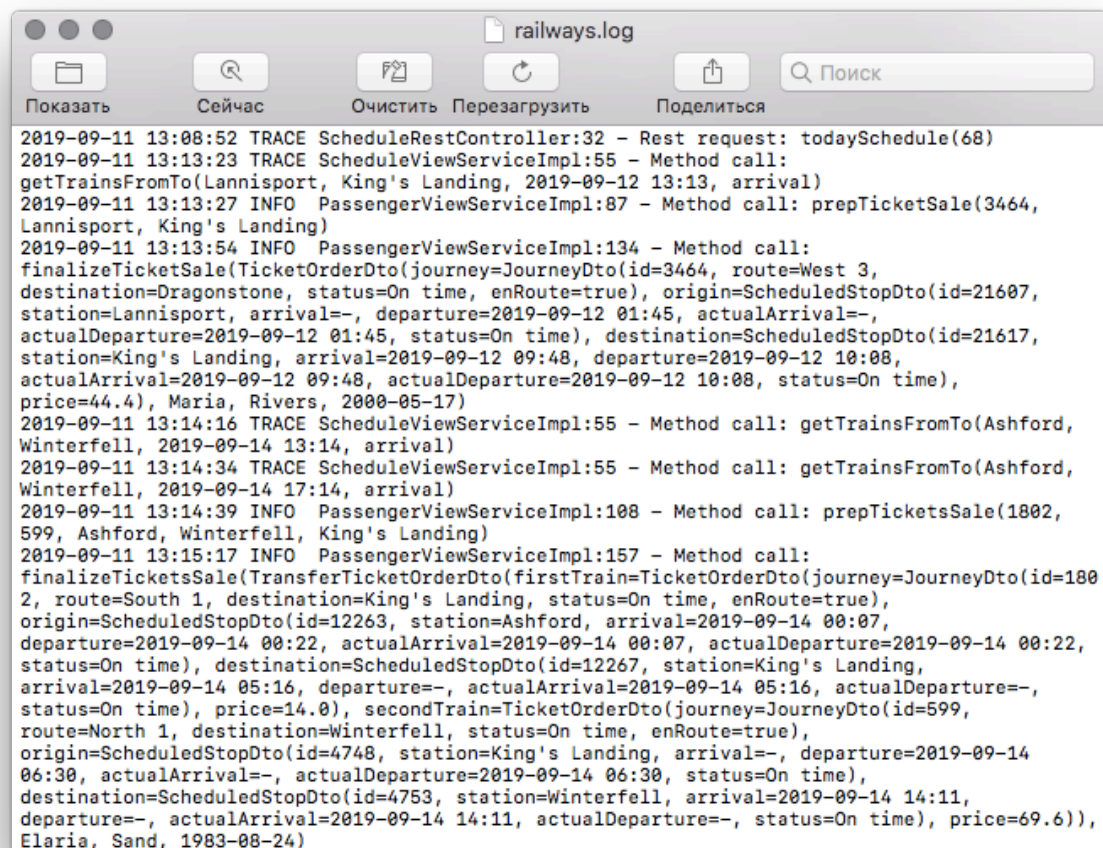 railways.log
Показать Сейчас Очистить Перезагрузить Поделиться Поиск
2019-09-11 13:08:52 TRACE ScheduleRestController:32 – Rest request: todaySchedule(68)
2019-09-11 13:13:23 TRACE ScheduleViewServiceImpl:55 – Method call:
getTrainsFromTo(Lannisport, King's Landing, 2019-09-12 13:13, arrival)
2019-09-11 13:13:27 INFO  PassengerViewServiceImpl:87 – Method call: prepTicketSale(3464,
Lannisport, King's Landing)
2019-09-11 13:13:54 INFO  PassengerViewServiceImpl:134 – Method call:
finalizeTicketSale(TicketOrderDto(journey=JourneyDto(id=3464, route=West 3,
destination=Dragonstone, status=On time, enRoute=true), origin=ScheduledStopDto(id=21607,
station=Lannisport, arrival=–, departure=2019-09-12 01:45, actualArrival=–,
actualDeparture=2019-09-12 01:45, status=On time), destination=ScheduledStopDto(id=21617,
station=King's Landing, arrival=2019-09-12 09:48, departure=2019-09-12 10:08,
actualArrival=2019-09-12 09:48, actualDeparture=2019-09-12 10:08, status=On time),
price=44.4), Maria, Rivers, 2000-05-17)
2019-09-11 13:14:16 TRACE ScheduleViewServiceImpl:55 – Method call: getTrainsFromTo(Ashford,
Winterfell, 2019-09-14 13:14, arrival)
2019-09-11 13:14:34 TRACE ScheduleViewServiceImpl:55 – Method call: getTrainsFromTo(Ashford,
Winterfell, 2019-09-14 17:14, arrival)
2019-09-11 13:14:39 INFO  PassengerViewServiceImpl:108 – Method call: prepTicketsSale(1802,
599, Ashford, Winterfell, King's Landing)
2019-09-11 13:15:17 INFO  PassengerViewServiceImpl:157 – Method call:
finalizeTicketsSale(TransferTicketOrderDto(firstTrain=TicketOrderDto(journey=JourneyDto(id=180
2, route=South 1, destination=King's Landing, status=On time, enRoute=true),
origin=ScheduledStopDto(id=12263, station=Ashford, arrival=2019-09-14 00:07,
departure=2019-09-14 00:22, actualArrival=2019-09-14 00:07, actualDeparture=2019-09-14 00:22,
status=On time), destination=ScheduledStopDto(id=12267, station=King's Landing,
arrival=2019-09-14 05:16, departure=–, actualArrival=2019-09-14 05:16, actualDeparture=–,
status=On time), price=14.0), secondTrain=TicketOrderDto(journey=JourneyDto(id=599,
route=North 1, destination=Winterfell, status=On time, enRoute=true),
origin=ScheduledStopDto(id=4748, station=King's Landing, arrival=–, departure=2019-09-14
06:30, actualArrival=–, actualDeparture=2019-09-14 06:30, status=On time),
destination=ScheduledStopDto(id=4753, station=Winterfell, arrival=2019-09-14 14:11,
departure=–, actualArrival=2019-09-14 14:11, actualDeparture=–, status=On time), price=69.6)),
Elaria, Sand, 1983-08-24)